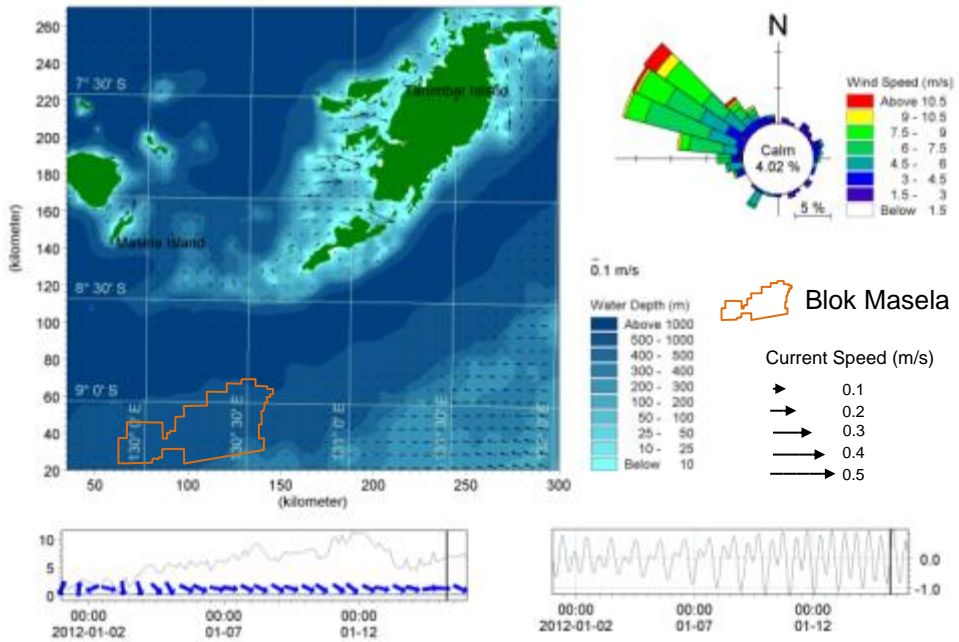 260
240
220
200
180
160
140
120
100
80
60
40
20
(kilometer)
7° 30' S
8° 30' S
9° 0' S
Tanimbar Island
Masela Island
130° 0' E
130° 30' E
131° 0' E
131° 30' E
132° 0' E
50 100 150 200 250 300
(kilometer)
N
Calm
4.02 %
5 %
Wind Speed (m/s)
Above 10.5
9 - 10.5
7.5 - 9
6 - 7.5
4.5 - 6
3 - 4.5
1.5 - 3
Below 1.5
0.1 m/s
Water Depth (m)
Above 1000
500 - 1000
400 - 500
300 - 400
200 - 300
100 - 200
50 - 100
25 - 50
10 - 25
Below 10
Blok Masela
Current Speed (m/s)
0.1
0.2
0.3
0.4
0.5
10
5
0
00:00 00:00 00:00
2012-01-02 01-07 01-12
0.0
-1.0
00:00 00:00 00:00
2012-01-02 01-07 01-12